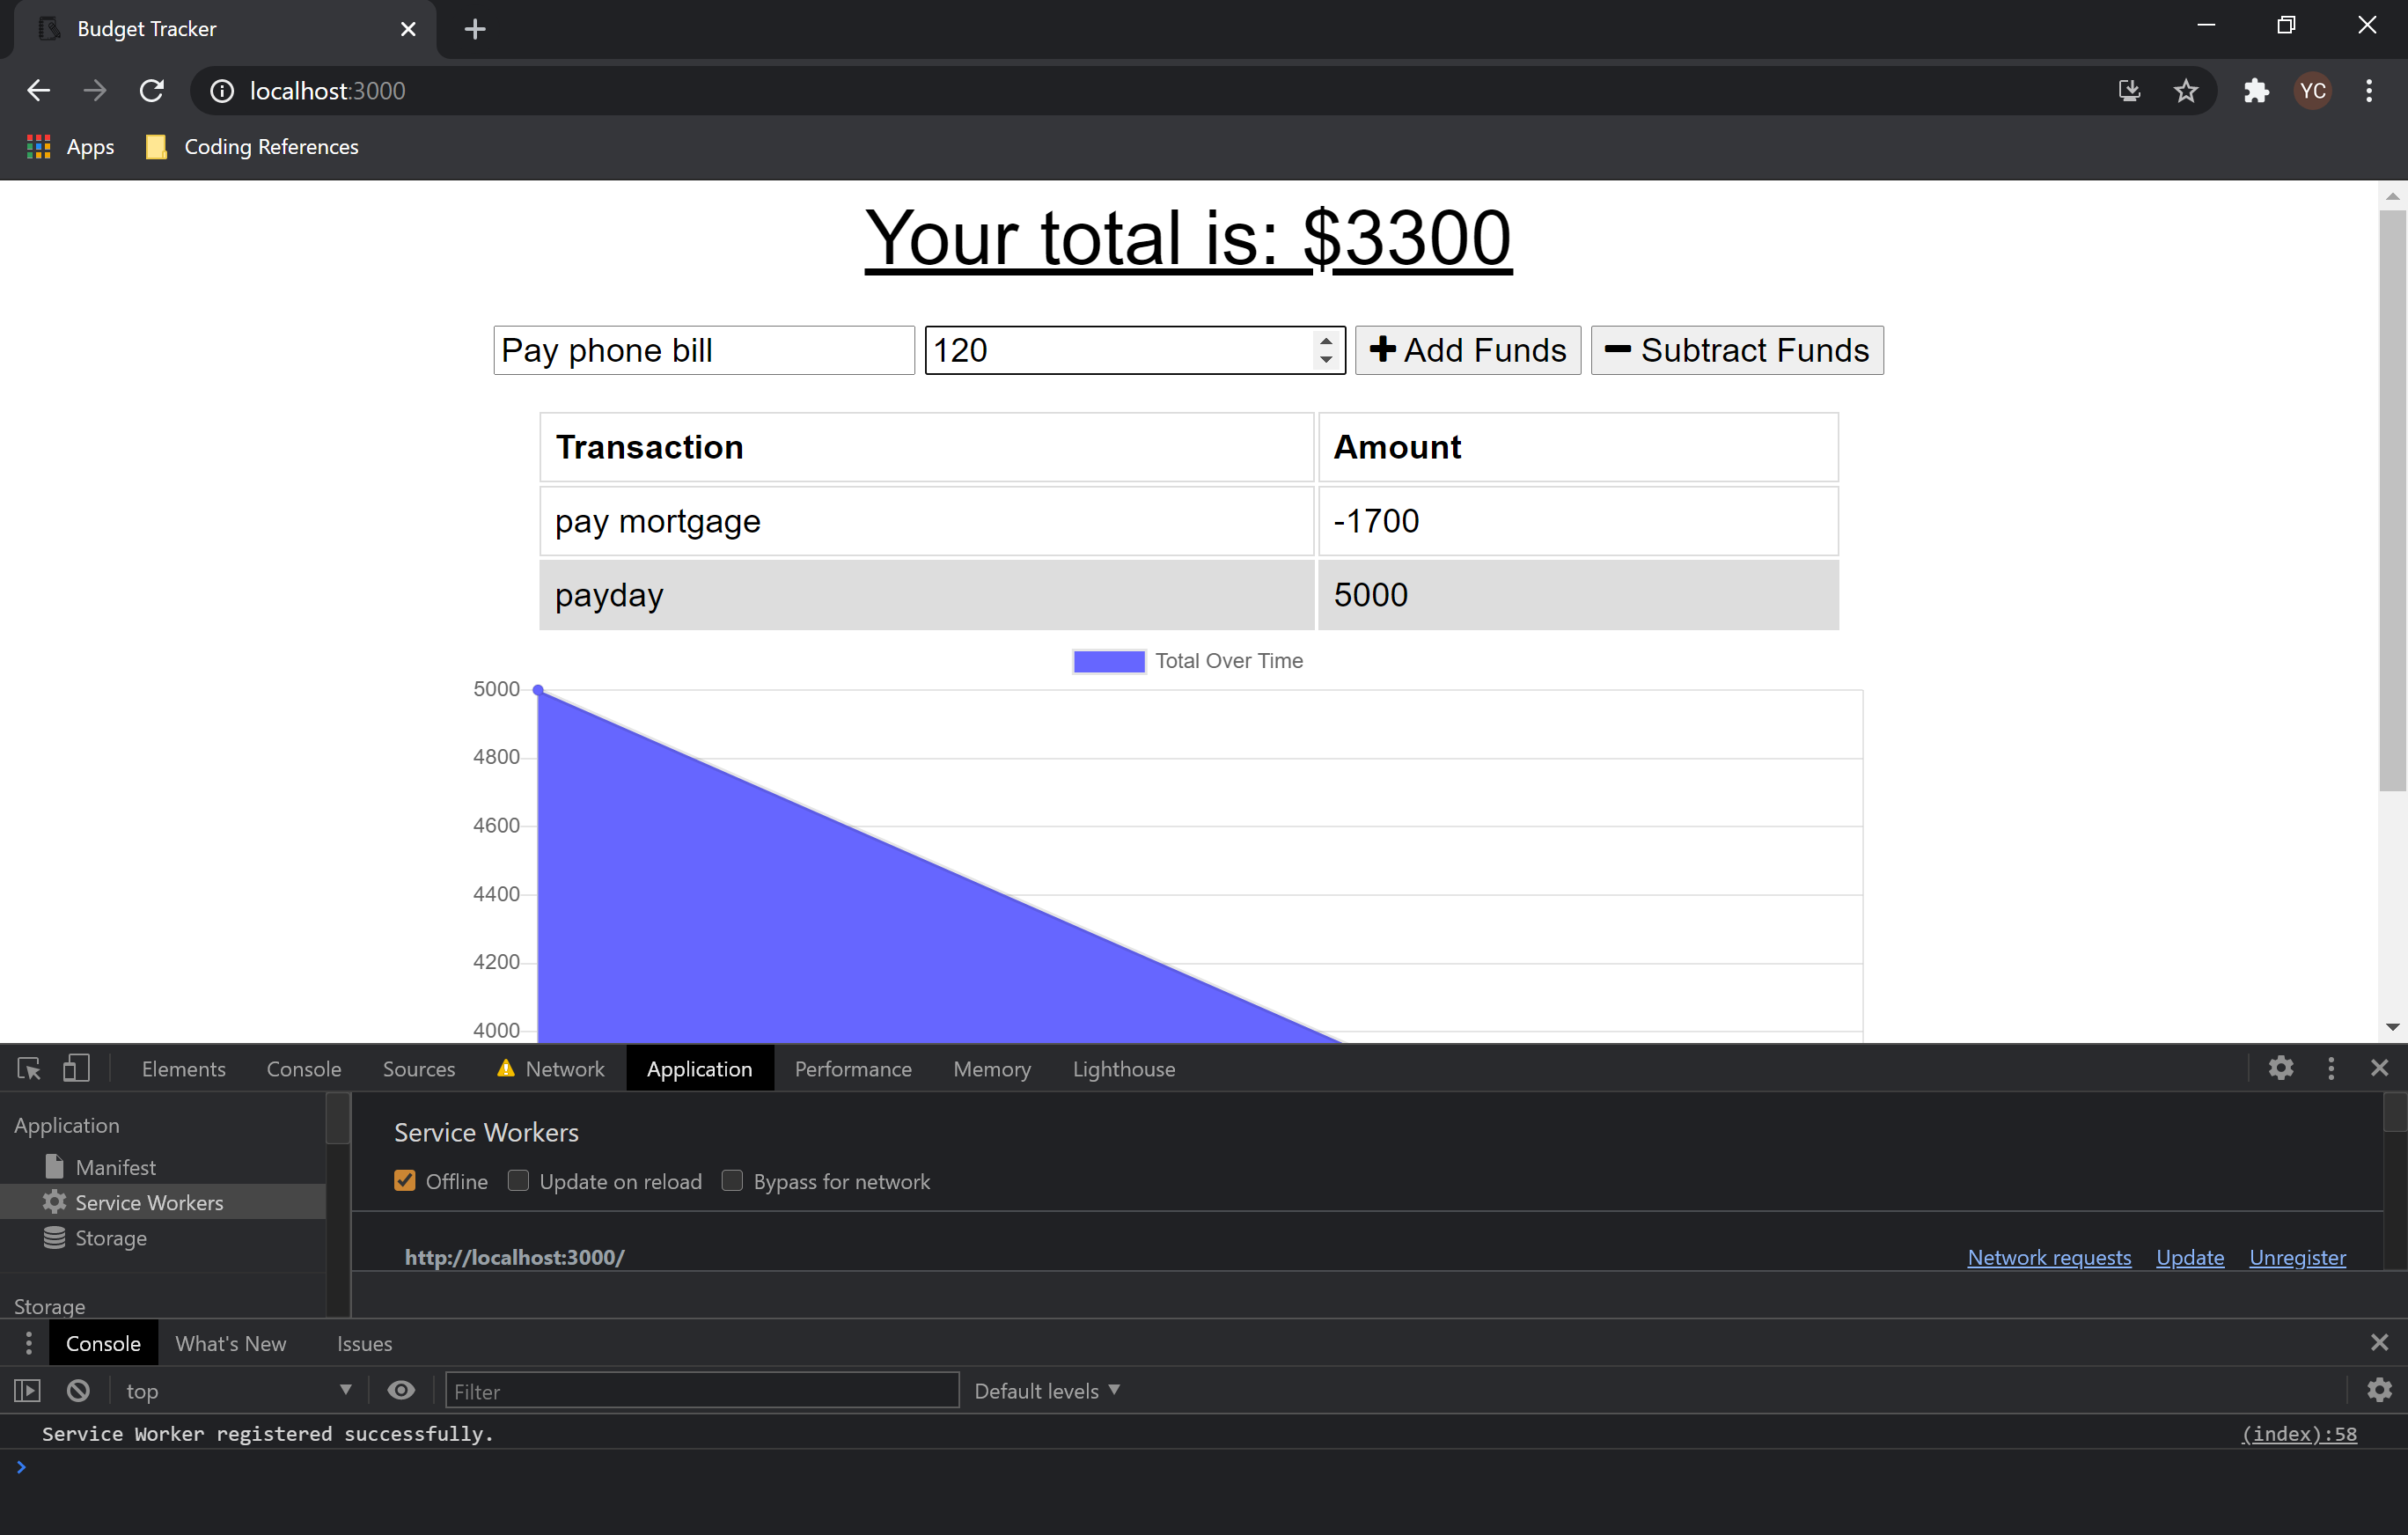 Budget Tracker
localhost:3000
YC
Apps Coding References
Your total is: $3300
Pay phone bill 120 Add Funds Subtract Funds
Transaction Amount
pay mortgage -1700
payday 5000
Total Over Time
5000
4800
4600
4400
4200
4000
Elements Console Sources Network Application Performance Memory Lighthouse
Application
Manifest
Service Workers
Storage
Storage
Service Workers
Offline Update on reload Bypass for network
http://localhost:3000/ Network requests Update Unregister
Console What's New Issues
top Filter Default levels
Service Worker registered successfully. (index):58